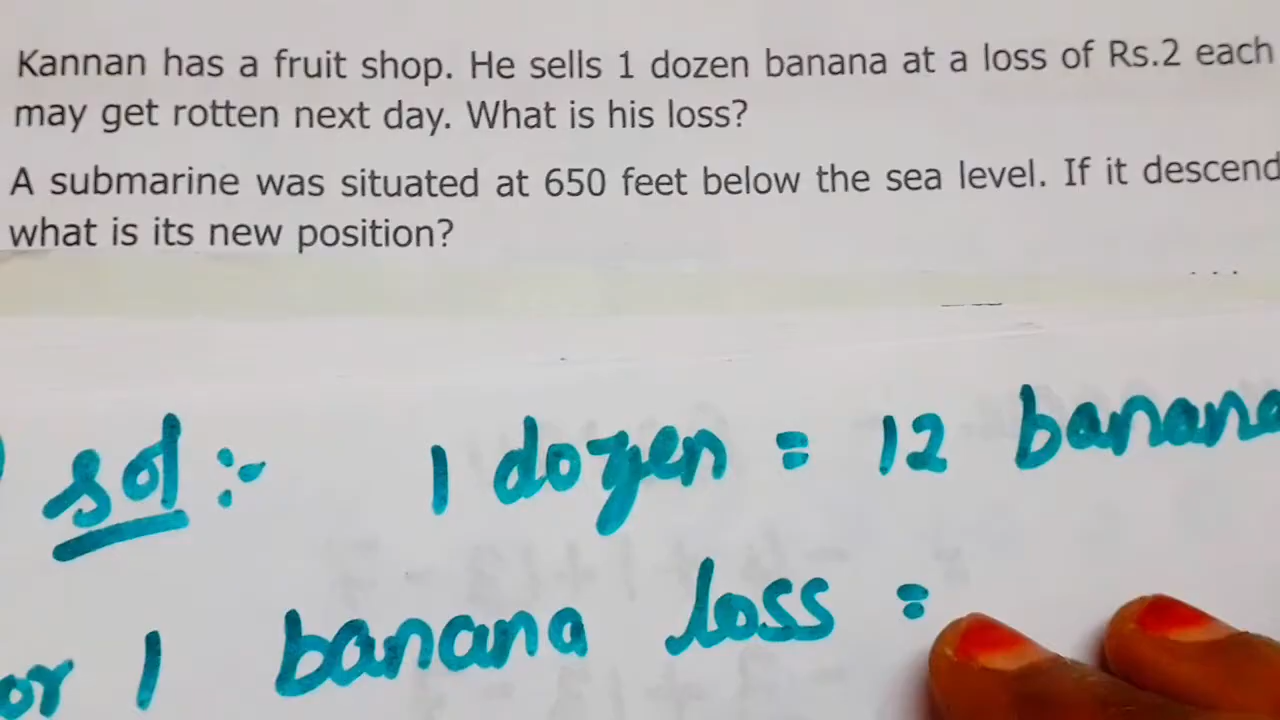 Kannan has a fruit shop. He sells 1 dozen banana at a loss of Rs.2 each
may get rotten next day. What is his loss?
A submarine was situated at 650 feet below the sea level. If it descend
what is its new position?
) sol :- 1 dozen = 12 banana
or 1 banana loss =